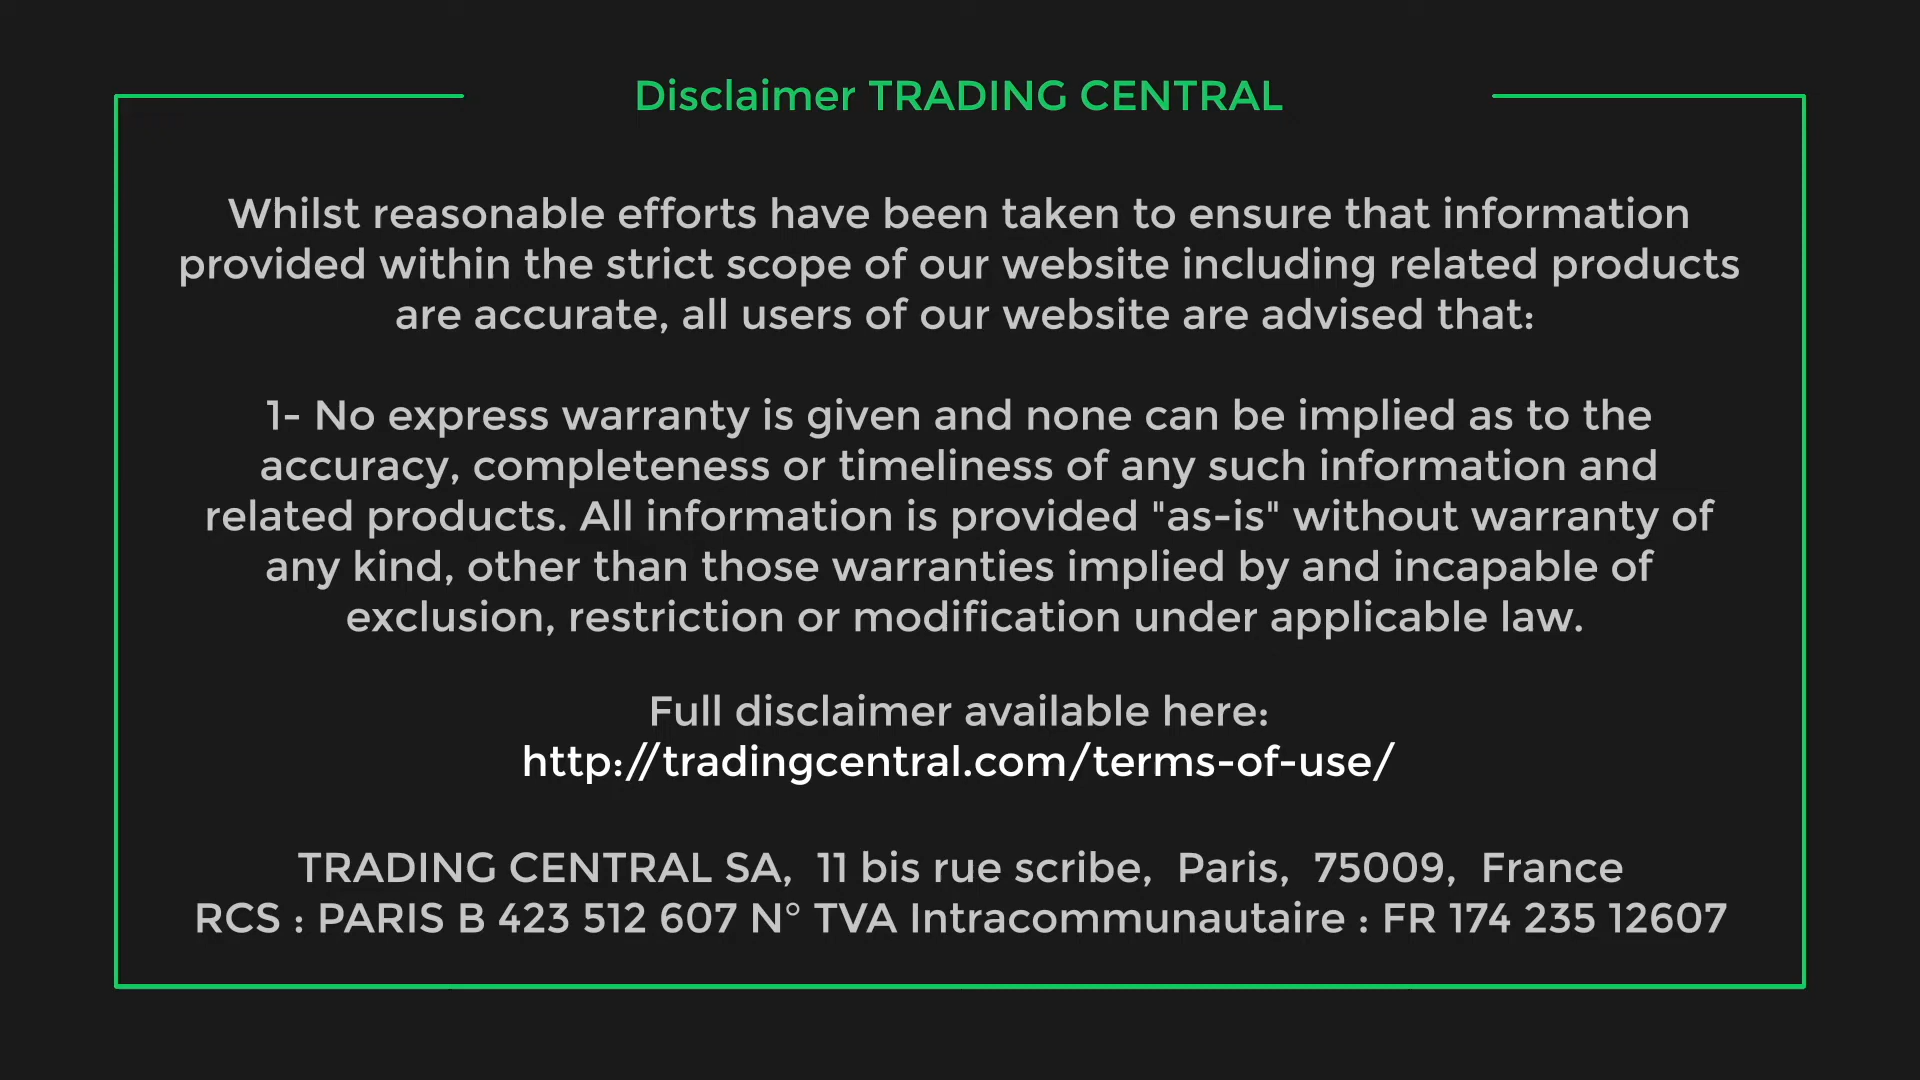 Disclaimer TRADING CENTRAL
Whilst reasonable efforts have been taken to ensure that information
provided within the strict scope of our website including related products
are accurate, all users of our website are advised that:
1- No express warranty is given and none can be implied as to the
accuracy, completeness or timeliness of any such information and
related products. All information is provided "as-is" without warranty of
any kind, other than those warranties implied by and incapable of
exclusion, restriction or modification under applicable law.
Full disclaimer available here:
http://tradingcentral.com/terms-of-use/
TRADING CENTRAL SA, 11 bis rue scribe, Paris, 75009, France
RCS : PARIS B 423 512 607 N° TVA Intracommunautaire : FR 174 235 12607